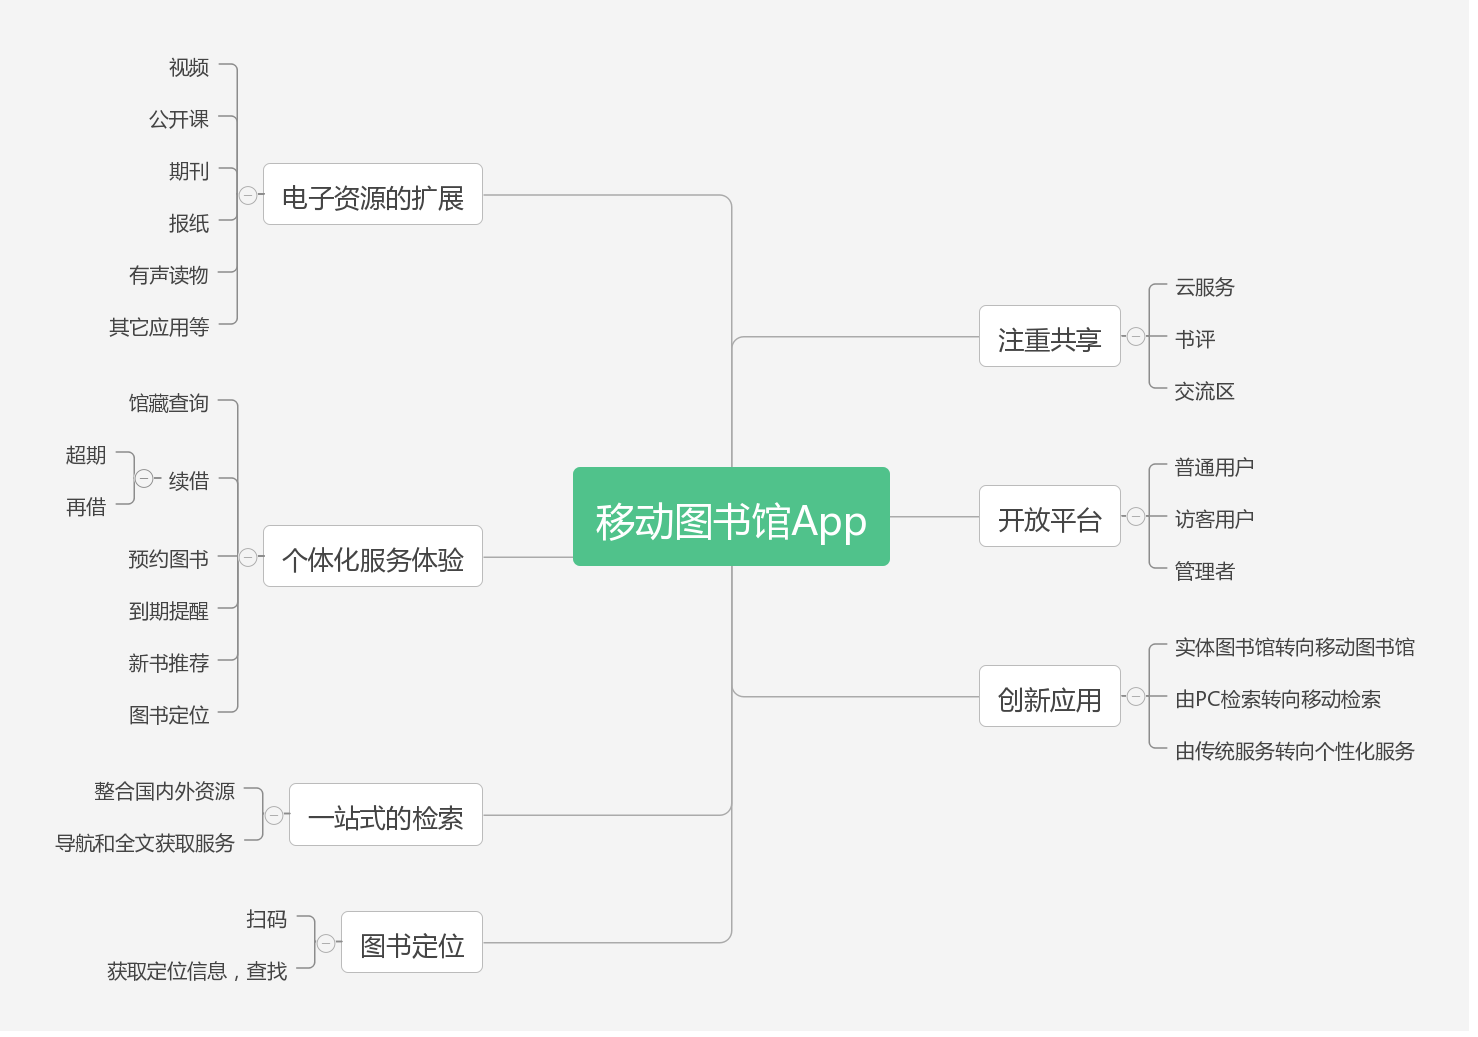 移动图书馆App
电子资源的扩展
视频
公开课
期刊
报纸
有声读物
其它应用等
个体化服务体验
馆藏查询
续借
超期
再借
预约图书
到期提醒
新书推荐
图书定位
一站式的检索
整合国内外资源
导航和全文获取服务
图书定位
扫码
获取定位信息，查找
注重共享
云服务
书评
交流区
开放平台
普通用户
访客用户
管理者
创新应用
实体图书馆转向移动图书馆
由PC检索转向移动检索
由传统服务转向个性化服务